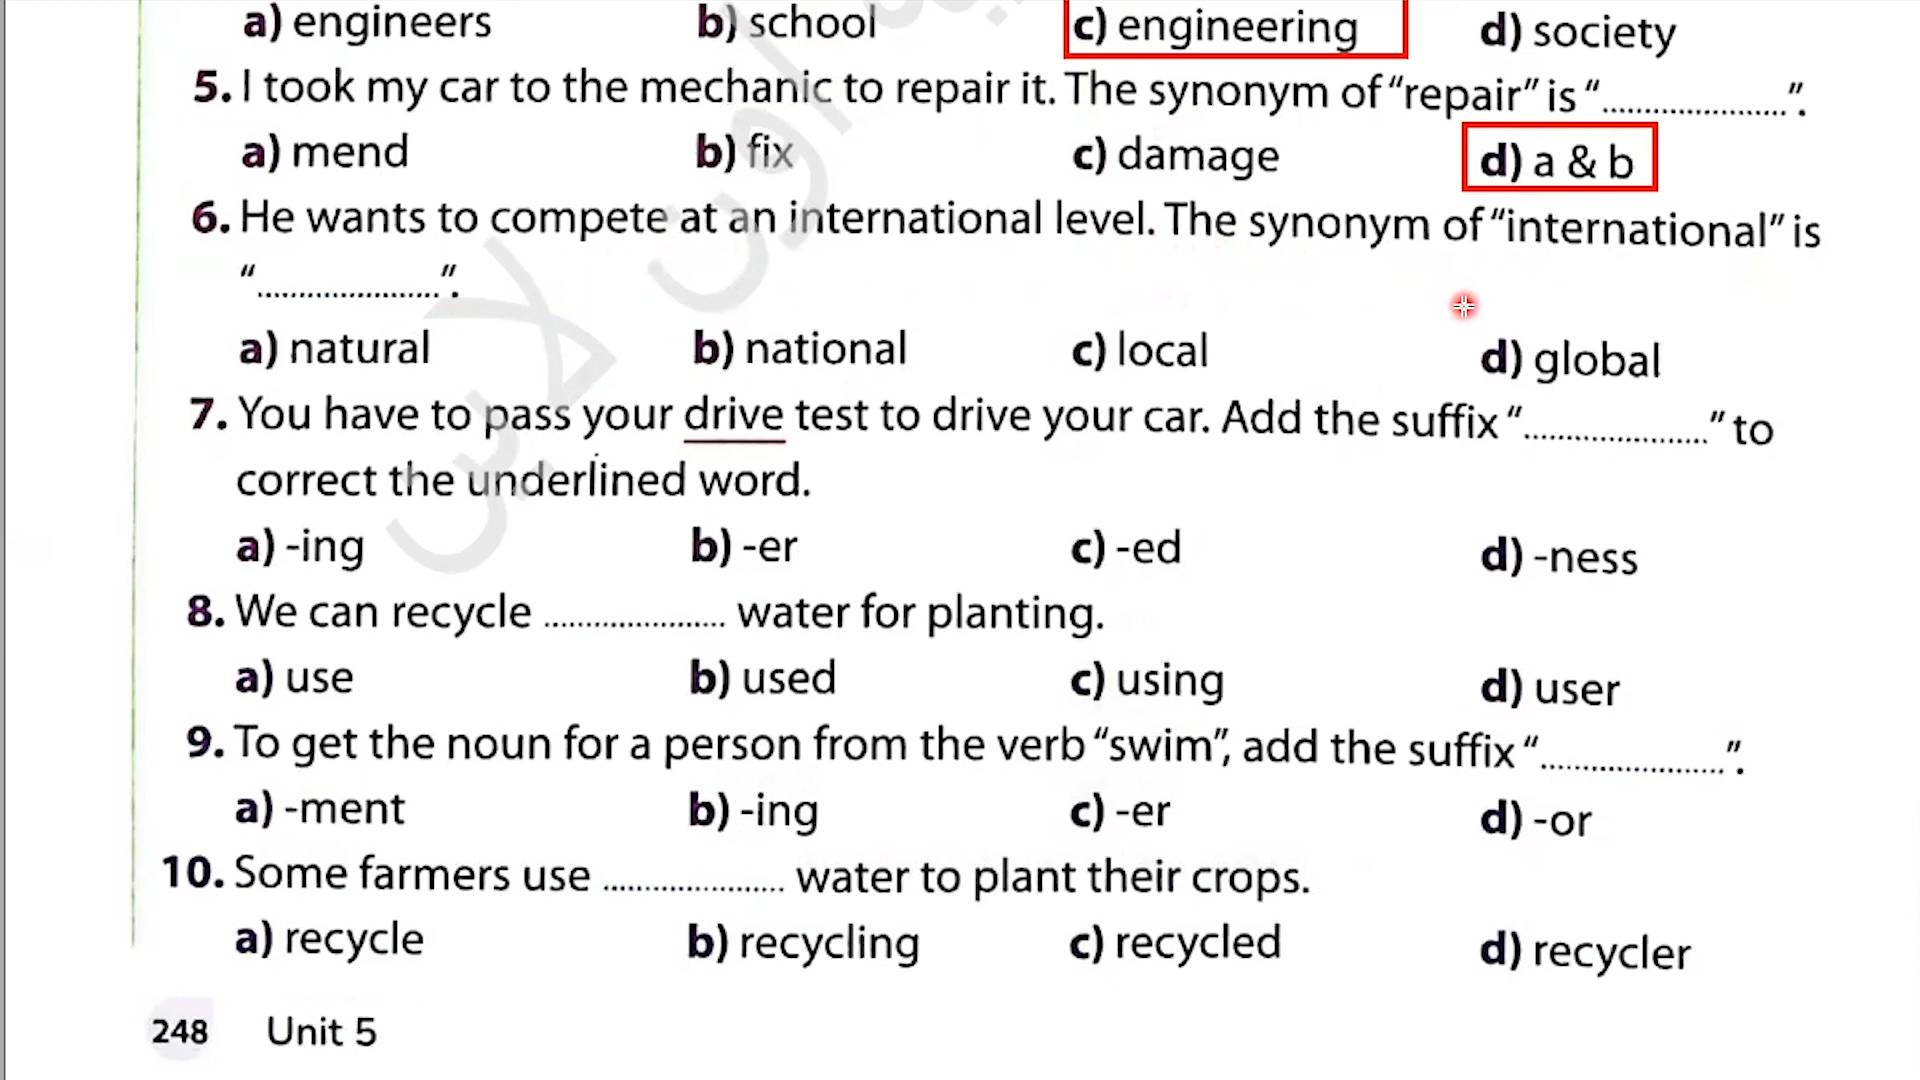 a) engineers b) school c) engineering d) society
5. I took my car to the mechanic to repair it. The synonym of “repair” is “......................”.
a) mend b) fix c) damage d) a & b
6. He wants to compete at an international level. The synonym of “international” is
“......................”.
a) natural b) national c) local d) global
7. You have to pass your drive test to drive your car. Add the suffix “......................” to
correct the underlined word.
a) -ing b) -er c) -ed d) -ness
8. We can recycle ...................... water for planting.
a) use b) used c) using d) user
9. To get the noun for a person from the verb “swim”, add the suffix “......................”.
a) -ment b) -ing c) -er d) -or
10. Some farmers use ...................... water to plant their crops.
a) recycle b) recycling c) recycled d) recycler
248 Unit 5